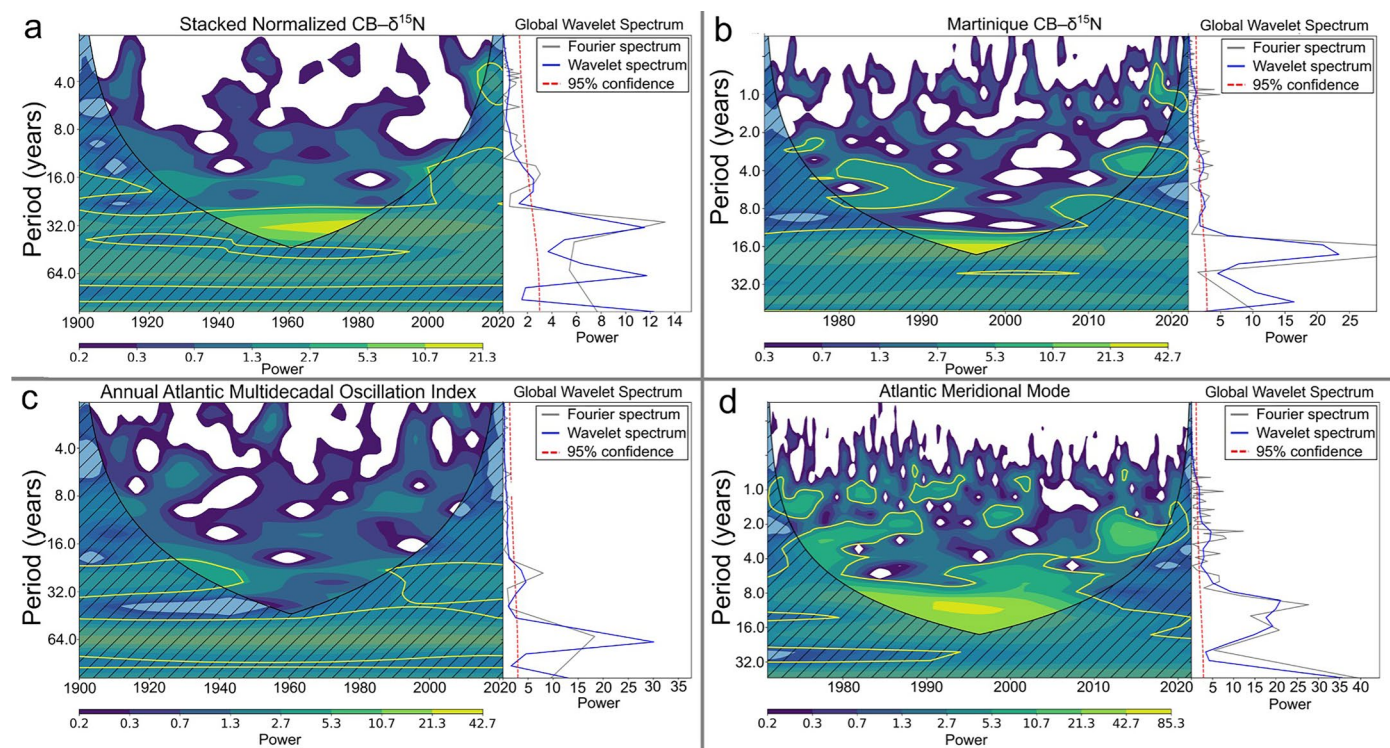 a
Stacked Normalized CB–δ¹⁵N
Global Wavelet Spectrum
Fourier spectrum
Wavelet spectrum
95% confidence
Period (years)
4.0
8.0
16.0
32.0
64.0
1900 1920 1940 1960 1980 2000 2020
2 4 6 8 10 12 14
Power
0.2 0.3 0.7 1.3 2.7 5.3 10.7 21.3
Power
b
Martinique CB–δ¹⁵N
Global Wavelet Spectrum
Fourier spectrum
Wavelet spectrum
95% confidence
Period (years)
1.0
2.0
4.0
8.0
16.0
32.0
1980 1990 2000 2010 2020
5 10 15 20 25
Power
0.3 0.7 1.3 2.7 5.3 10.7 21.3 42.7
Power
c
Annual Atlantic Multidecadal Oscillation Index
Global Wavelet Spectrum
Fourier spectrum
Wavelet spectrum
95% confidence
Period (years)
4.0
8.0
16.0
32.0
64.0
1900 1920 1940 1960 1980 2000
5 10 15 20 25 30 35
Power
0.2 0.3 0.7 1.3 2.7 5.3 10.7 21.3 42.7
Power
d
Atlantic Meridional Mode
Global Wavelet Spectrum
Fourier spectrum
Wavelet spectrum
95% confidence
Period (years)
1.0
2.0
4.0
8.0
16.0
32.0
1980 1990 2000 2010 2020
5 10 15 20 25 30 35 40
Power
0.2 0.3 0.7 1.3 2.7 5.3 10.7 21.3 42.7 85.3
Power